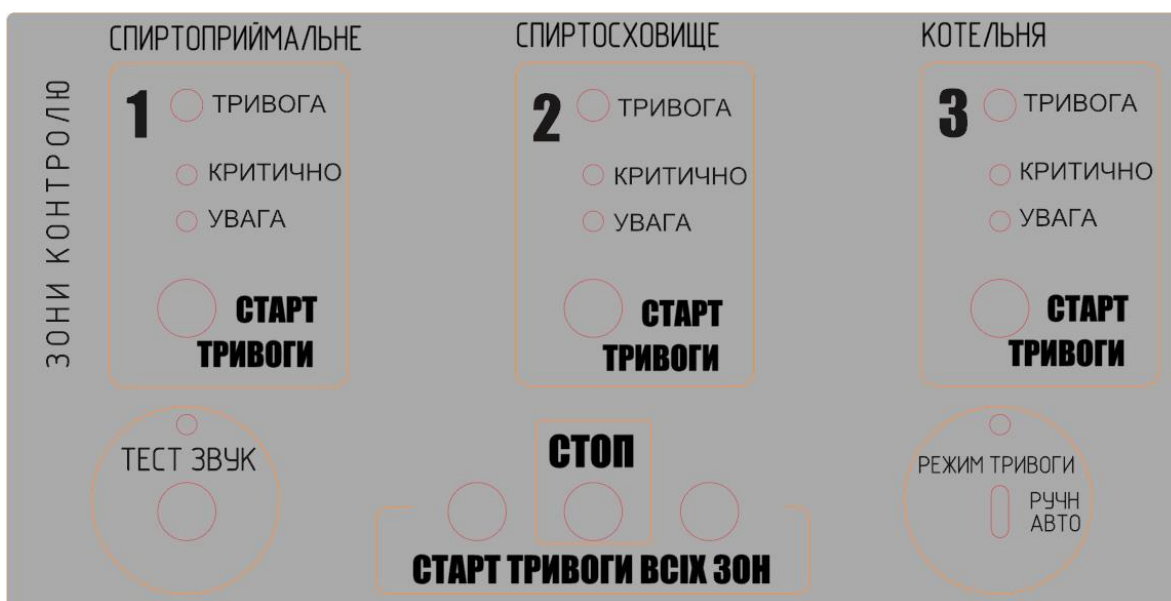 СПИРТОПРИЙМАЛЬНЕ
СПИРТОСХОВИЩЕ
КОТЕЛЬНЯ
ЗОНИ КОНТРОЛЮ
1
ТРИВОГА
КРИТИЧНО
УВАГА
СТАРТ
ТРИВОГИ
2
ТРИВОГА
КРИТИЧНО
УВАГА
СТАРТ
ТРИВОГИ
3
ТРИВОГА
КРИТИЧНО
УВАГА
СТАРТ
ТРИВОГИ
ТЕСТ ЗВУК
СТОП
СТАРТ ТРИВОГИ ВСІХ ЗОН
РЕЖИМ ТРИВОГИ
РУЧН
АВТО